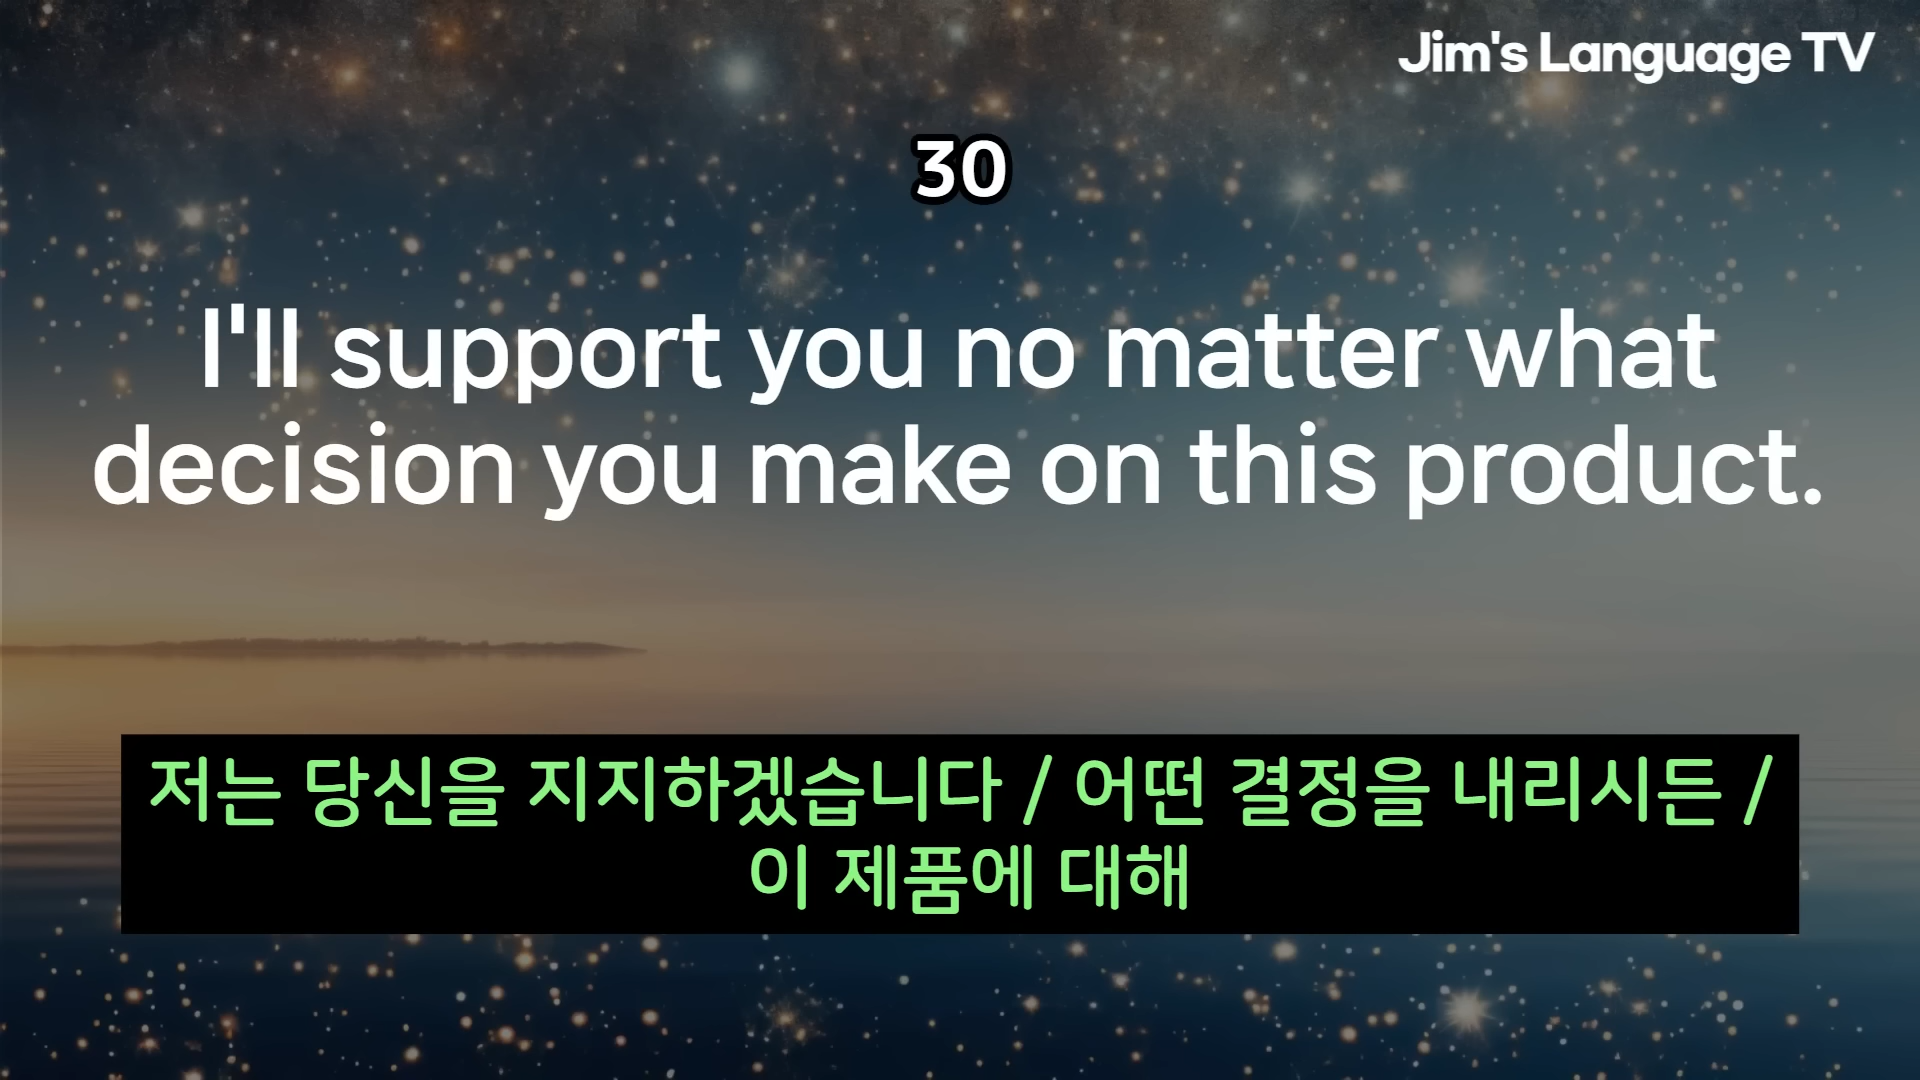 Jim's Language TV
30
I'll support you no matter what
decision you make on this product.
저는 당신을 지지하겠습니다 / 어떤 결정을 내리시든 /
이 제품에 대해